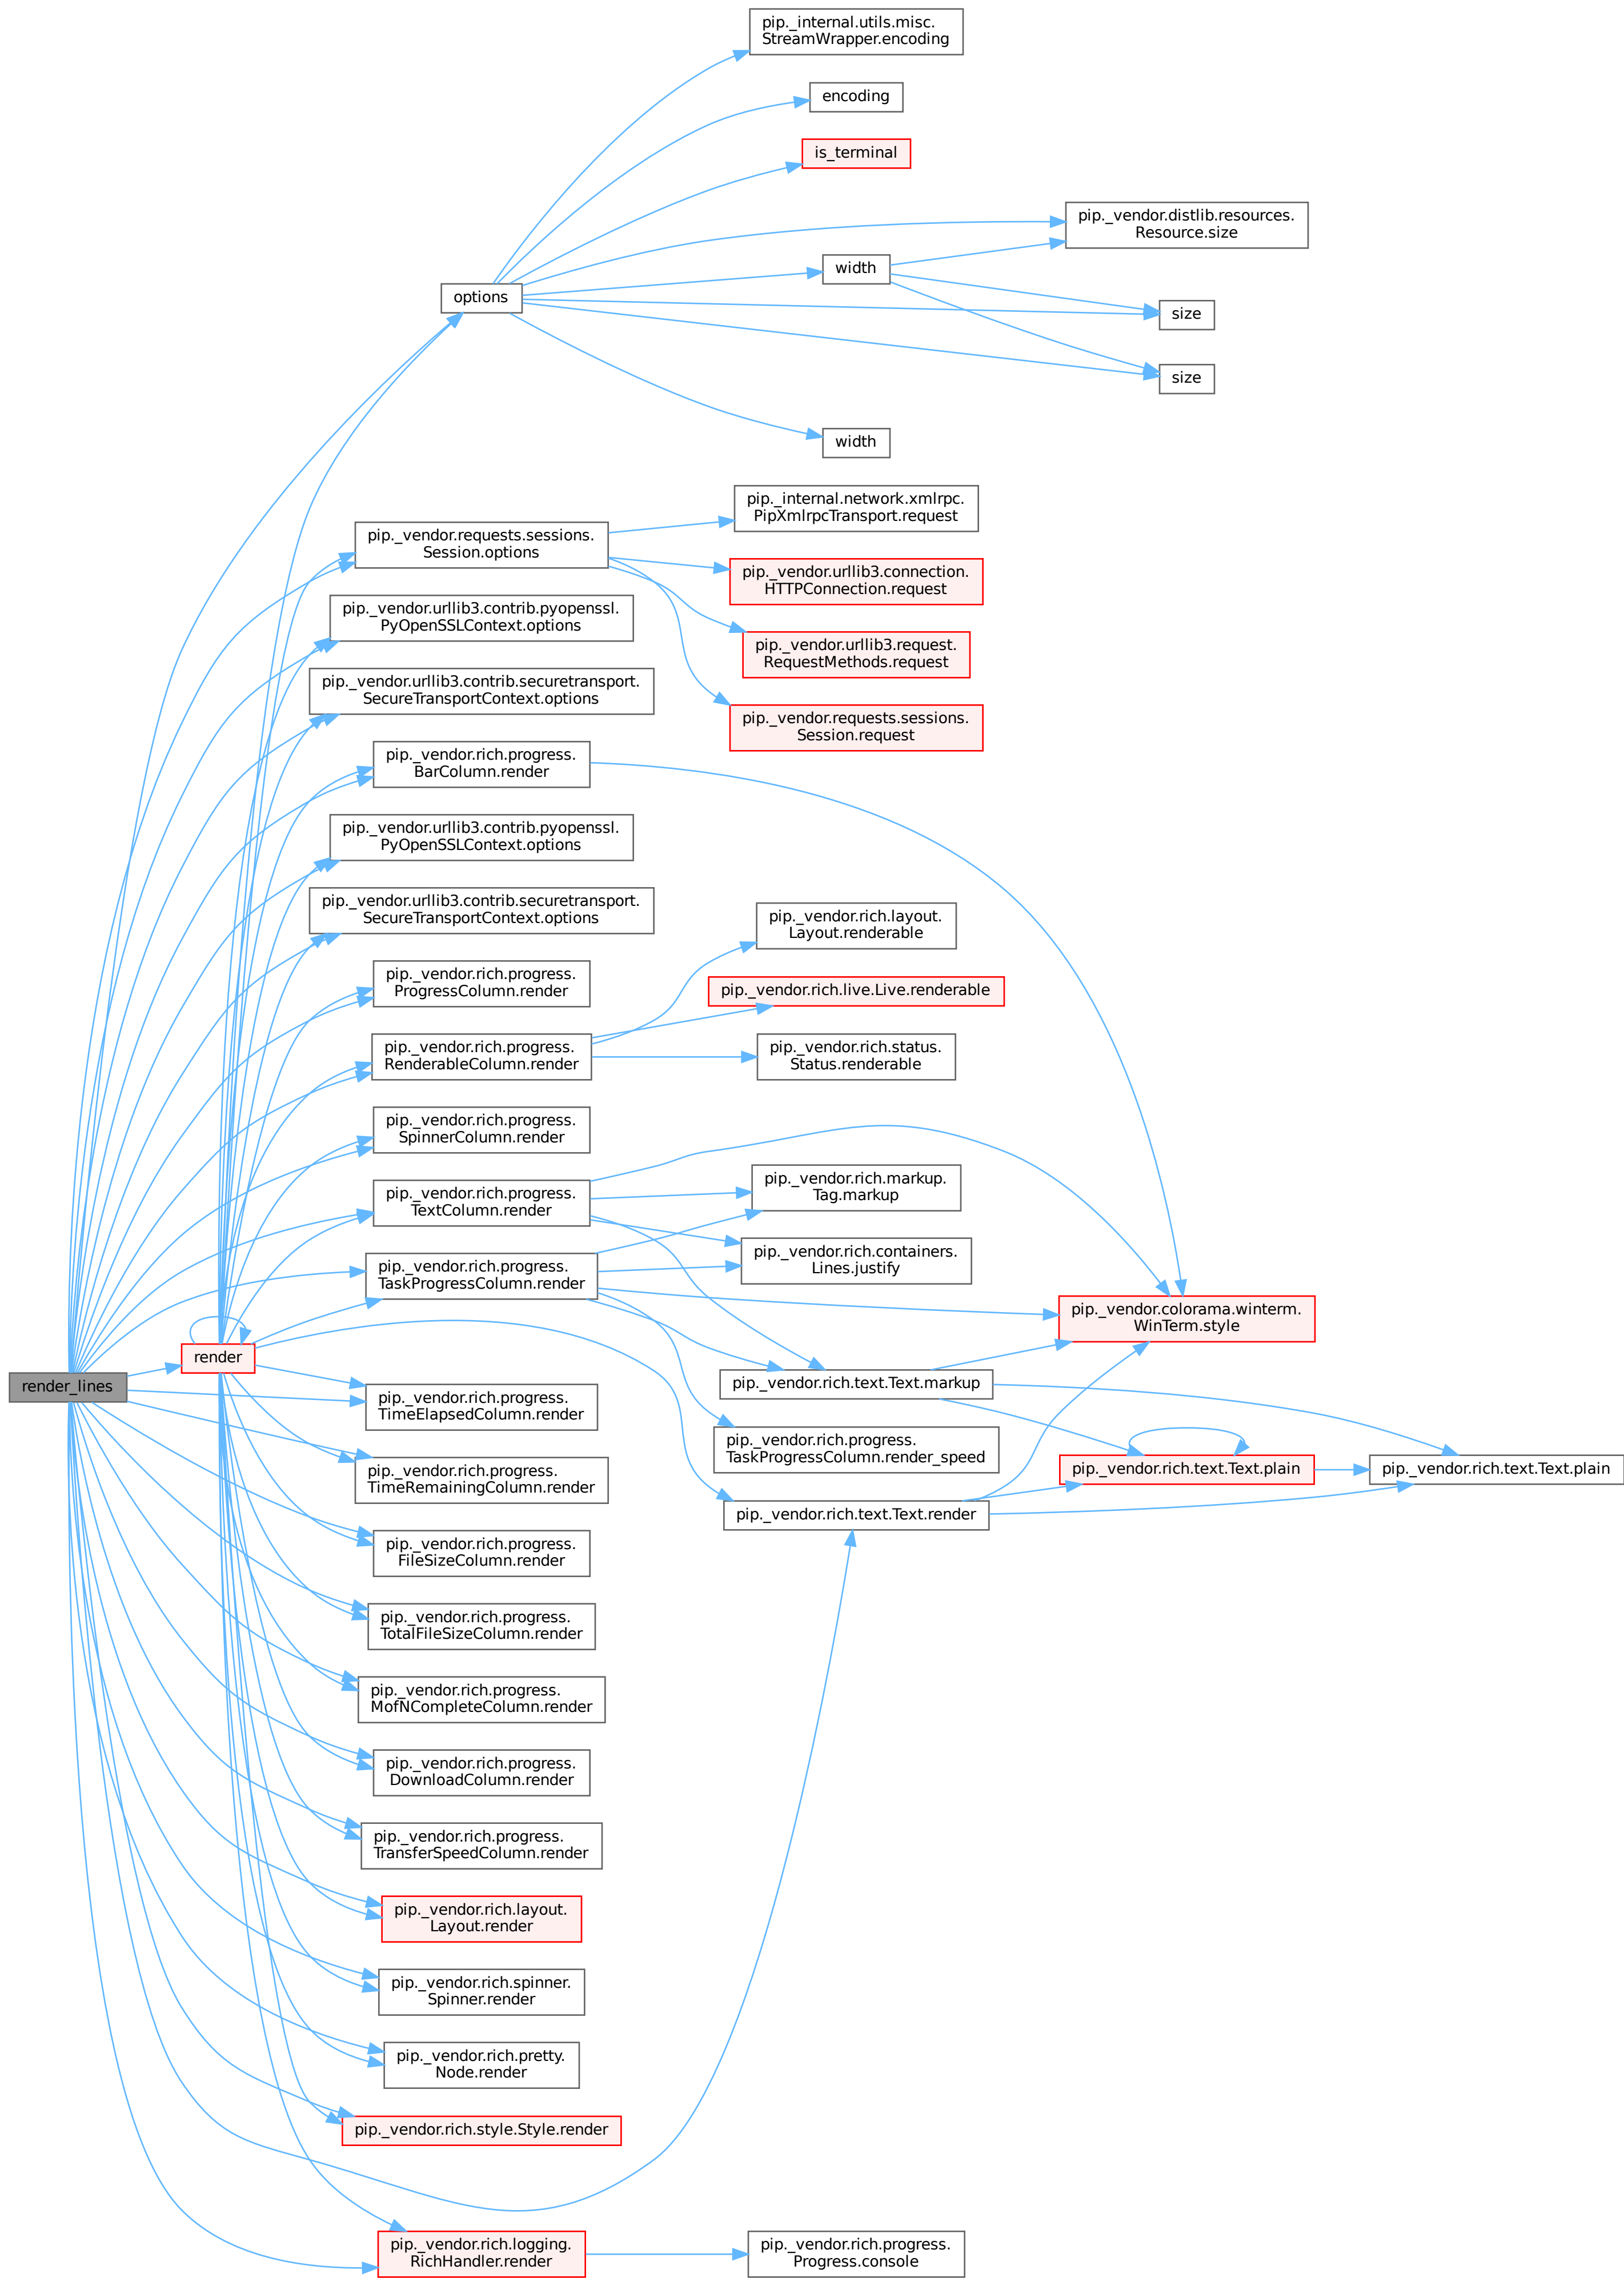 pip._internal.utils.misc.
StreamWrapper.encoding
encoding
is_terminal
pip._vendor.distlib.resources.
Resource.size
width
options
size
size
width
pip._internal.network.xmlrpc.
PipXmlrpcTransport.request
pip._vendor.requests.sessions.
Session.options
pip._vendor.urllib3.connection.
HTTPConnection.request
pip._vendor.urllib3.contrib.pyopenssl.
PyOpenSSLContext.options
pip._vendor.urllib3.request.
RequestMethods.request
pip._vendor.urllib3.contrib.securetransport.
SecureTransportContext.options
pip._vendor.requests.sessions.
Session.request
pip._vendor.rich.progress.
BarColumn.render
pip._vendor.urllib3.contrib.pyopenssl.
PyOpenSSLContext.options
pip._vendor.urllib3.contrib.securetransport.
SecureTransportContext.options
pip._vendor.rich.layout.
Layout.renderable
pip._vendor.rich.progress.
ProgressColumn.render
pip._vendor.rich.live.Live.renderable
pip._vendor.rich.progress.
RenderableColumn.render
pip._vendor.rich.status.
Status.renderable
pip._vendor.rich.progress.
SpinnerColumn.render
pip._vendor.rich.progress.
TextColumn.render
pip._vendor.rich.markup.
Tag.markup
pip._vendor.rich.progress.
TaskProgressColumn.render
pip._vendor.rich.containers.
Lines.justify
pip._vendor.colorama.winterm.
WinTerm.style
render
render_lines
pip._vendor.rich.progress.
TimeElapsedColumn.render
pip._vendor.rich.text.Text.markup
pip._vendor.rich.progress.
TaskProgressColumn.render_speed
pip._vendor.rich.text.Text.plain
pip._vendor.rich.text.Text.plain
pip._vendor.rich.progress.
TimeRemainingColumn.render
pip._vendor.rich.text.Text.render
pip._vendor.rich.progress.
FileSizeColumn.render
pip._vendor.rich.progress.
TotalFileSizeColumn.render
pip._vendor.rich.progress.
MofNCompleteColumn.render
pip._vendor.rich.progress.
DownloadColumn.render
pip._vendor.rich.progress.
TransferSpeedColumn.render
pip._vendor.rich.layout.
Layout.render
pip._vendor.rich.spinner.
Spinner.render
pip._vendor.rich.pretty.
Node.render
pip._vendor.rich.style.Style.render
pip._vendor.rich.logging.
RichHandler.render
pip._vendor.rich.progress.
Progress.console